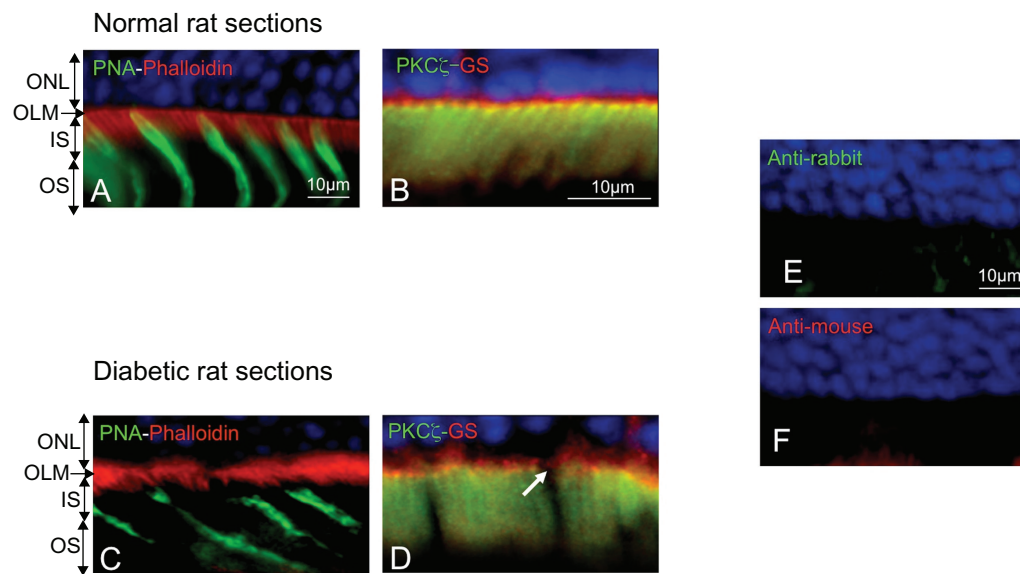 Normal rat sections
ONL
OLM
IS
OS
PNA-Phalloidin
A
10µm
PKCζ-GS
B
10µm
Anti-rabbit
E
10µm
Anti-mouse
F
Diabetic rat sections
ONL
OLM
IS
OS
PNA-Phalloidin
C
PKCζ-GS
D